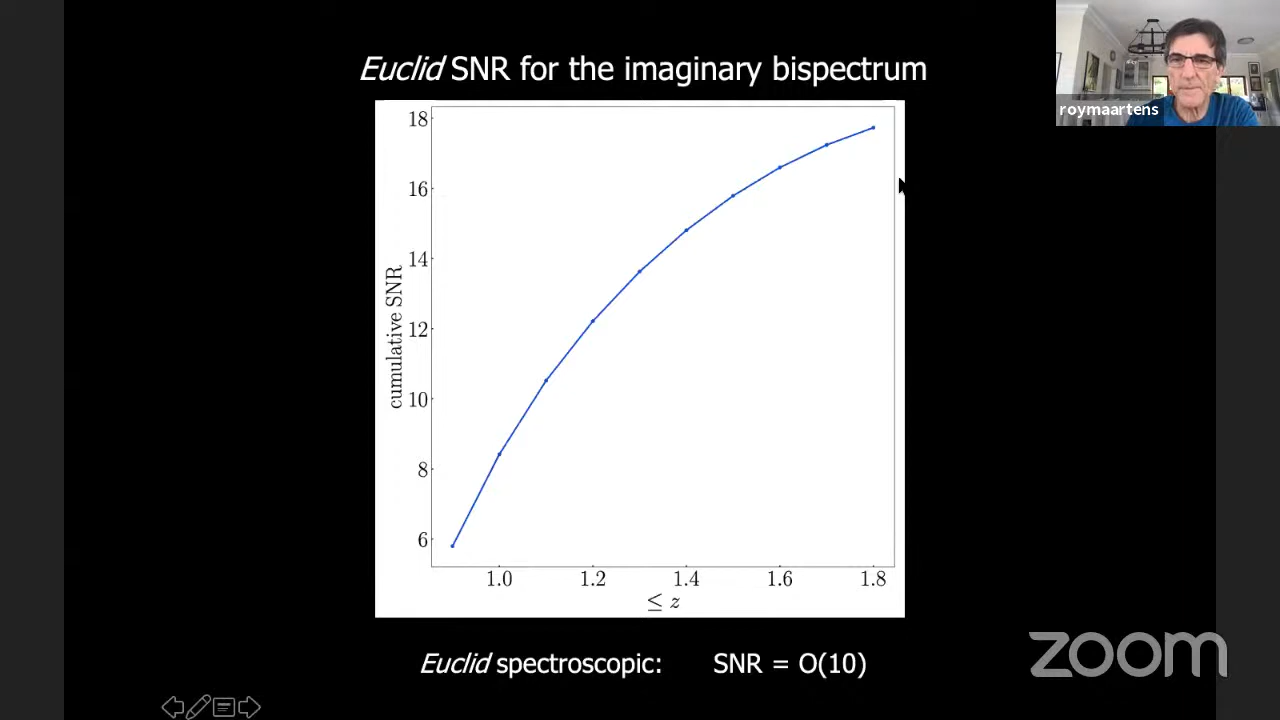 Euclid SNR for the imaginary bispectrum
roymaartens
18
16
14
12
10
8
6
cumulative SNR
1.0 1.2 1.4 1.6 1.8
≤ z
Euclid spectroscopic: SNR = O(10)
zoom